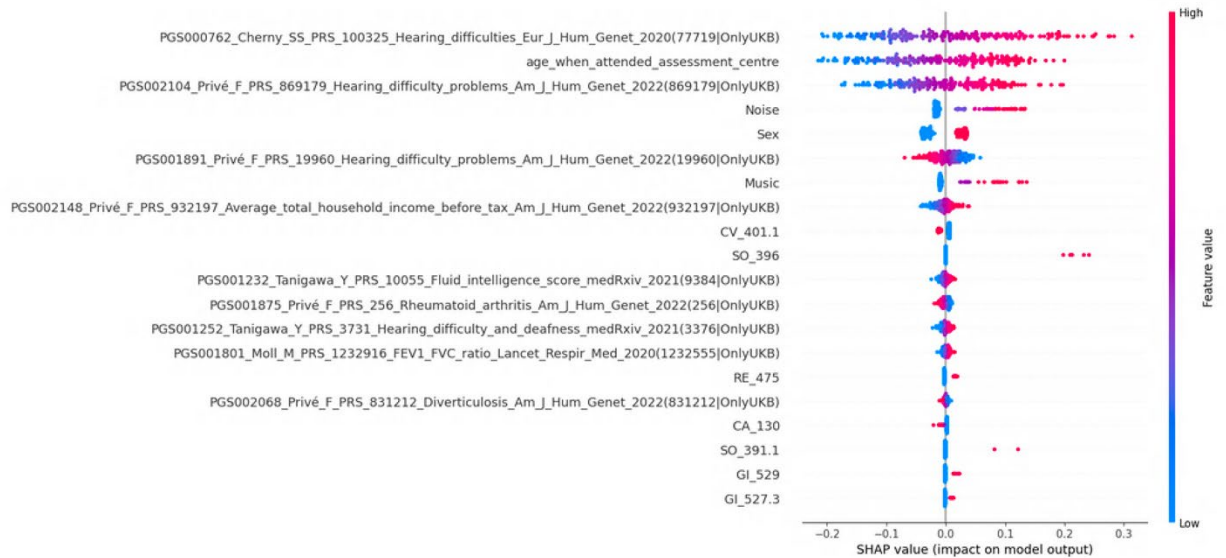 High
PGS000762_Cherny_SS_PRS_100325_Hearing_difficulties_Eur_J_Hum_Genet_2020(77719|OnlyUKB)
age_when_attended_assessment_centre
PGS002104_Privé_F_PRS_869179_Hearing_difficulty_problems_Am_J_Hum_Genet_2022(869179|OnlyUKB)
Noise
Sex
PGS001891_Privé_F_PRS_19960_Hearing_difficulty_problems_Am_J_Hum_Genet_2022(19960|OnlyUKB)
Music
PGS002148_Privé_F_PRS_932197_Average_total_household_income_before_tax_Am_J_Hum_Genet_2022(932197|OnlyUKB)
CV_401.1
SO_396
PGS001232_Tanigawa_Y_PRS_10055_Fluid_intelligence_score_medRxiv_2021(9384|OnlyUKB)
PGS001875_Privé_F_PRS_256_Rheumatoid_arthritis_Am_J_Hum_Genet_2022(256|OnlyUKB)
PGS001252_Tanigawa_Y_PRS_3731_Hearing_difficulty_and_deafness_medRxiv_2021(3376|OnlyUKB)
PGS001801_Moll_M_PRS_1232916_FEV1_FVC_ratio_Lancet_Respir_Med_2020(1232555|OnlyUKB)
RE_475
PGS002068_Privé_F_PRS_831212_Diverticulosis_Am_J_Hum_Genet_2022(831212|OnlyUKB)
CA_130
SO_391.1
GI_529
GI_527.3
Feature value
Low
−0.2 −0.1 0.0 0.1 0.2 0.3
SHAP value (impact on model output)